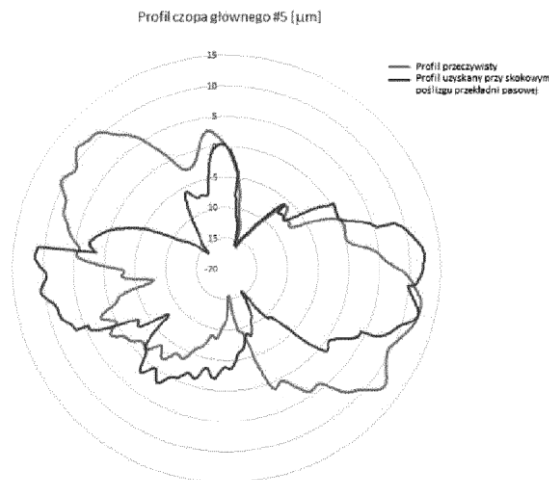 Profil czopa głównego #5 [μm]
15
10
5
0
-5
10
15
-20
Profil przeczywisty
Profil uzyskany przy skokowym
poślizgu przekładni pasowej